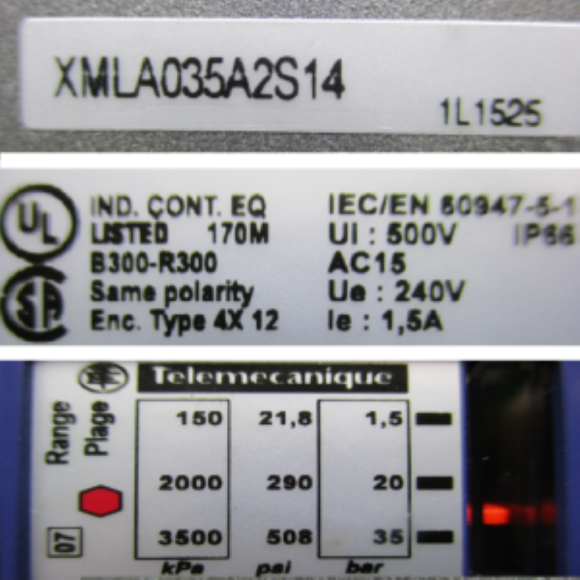 XMLA035A2S14
1L1525
UL IND. CONT. EQ
LISTED 170M
B300-R300
Same polarity
Enc. Type 4X 12
SA
IEC/EN 60947-5-1
Ui : 500V IP66
AC15
Ue : 240V
Ie : 1,5A
Telemecanique
Range
Plage
150 21,8 1,5
2000 290 20
3500 508 35
kPa psi bar
07